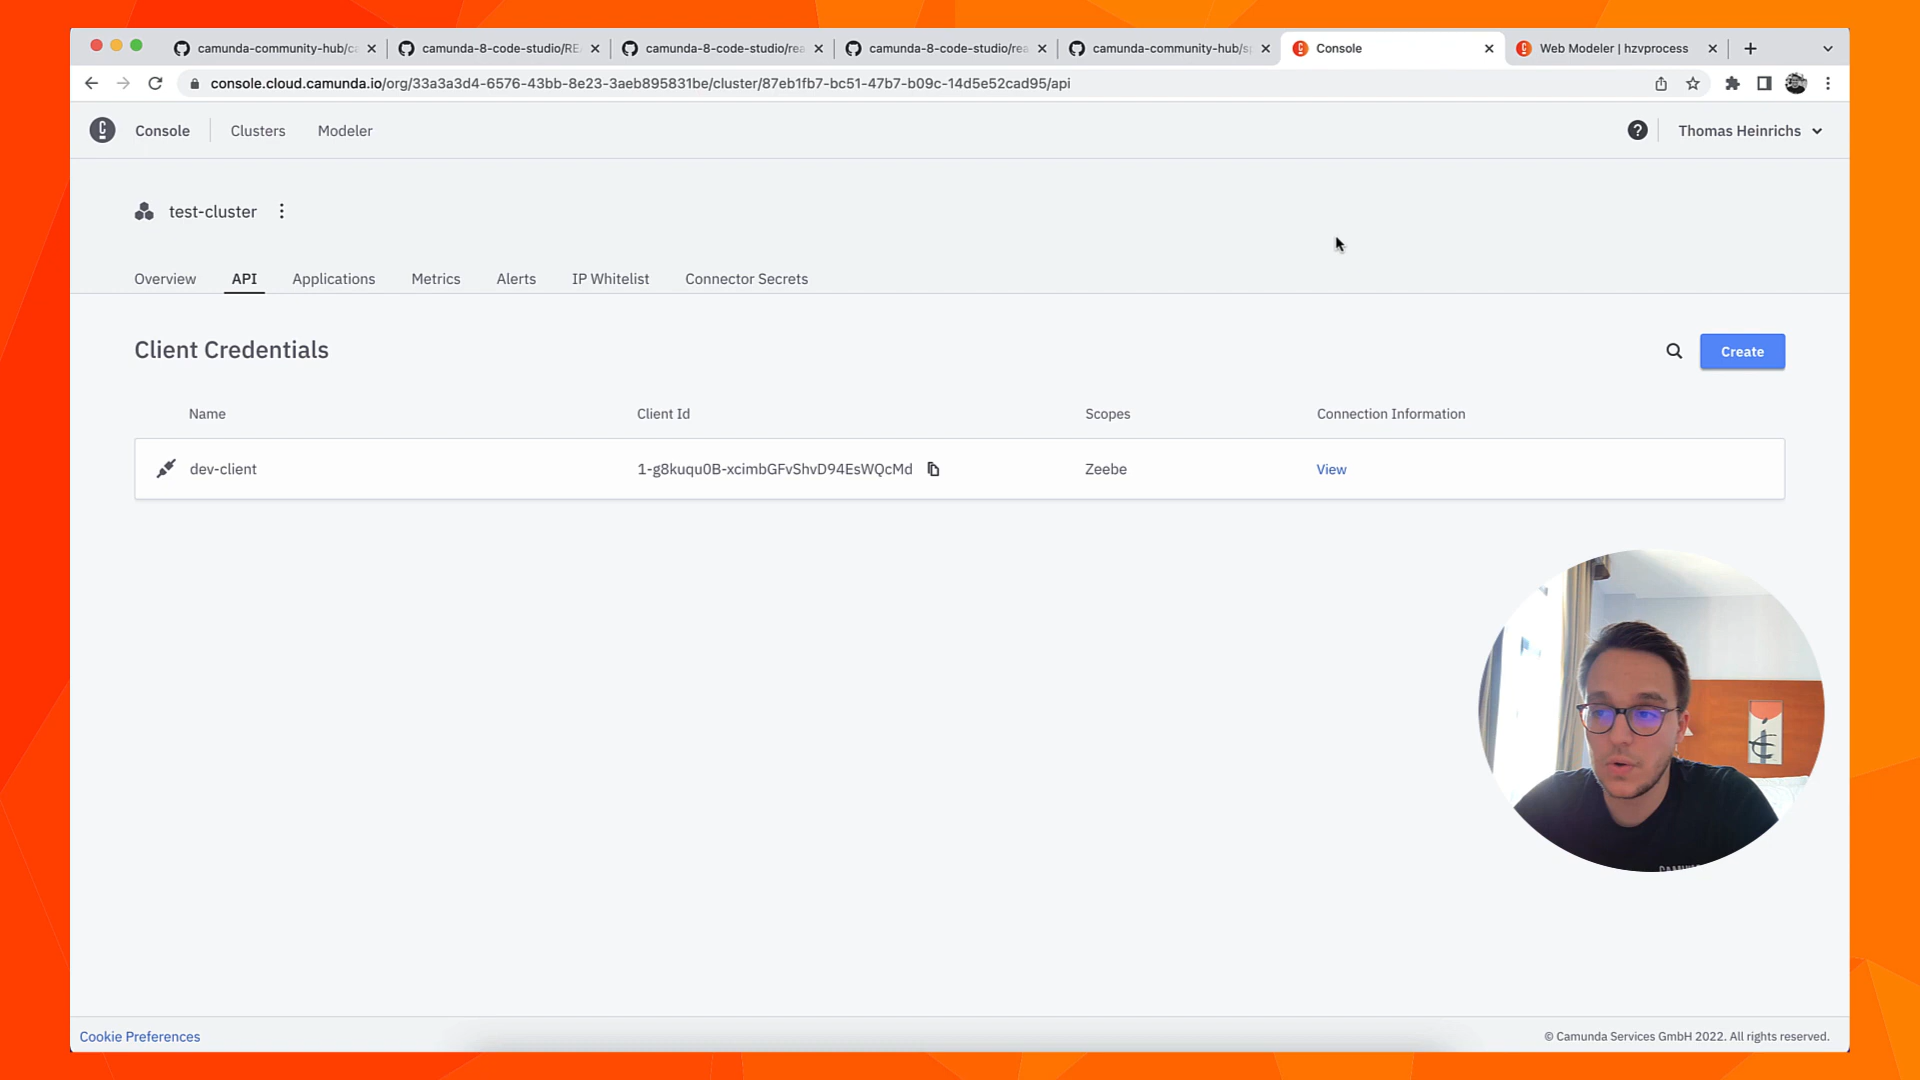 camunda-community-hub/ca
camunda-8-code-studio/RE
camunda-8-code-studio/rea
camunda-8-code-studio/rea
camunda-community-hub/sp
Console
Web Modeler | hzvprocess
console.cloud.camunda.io/org/33a3a3d4-6576-43bb-8e23-3aeb895831be/cluster/87eb1fb7-bc51-47b7-b09c-14d5e52cad95/api
Console
Clusters
Modeler
Thomas Heinrichs
test-cluster
Overview
API
Applications
Metrics
Alerts
IP Whitelist
Connector Secrets
Client Credentials
Create
Name
Client Id
Scopes
Connection Information
dev-client
1-g8kuqu0B-xcimbGFvShvD94EsWQcMd
Zeebe
View
Cookie Preferences
© Camunda Services GmbH 2022. All rights reserved.